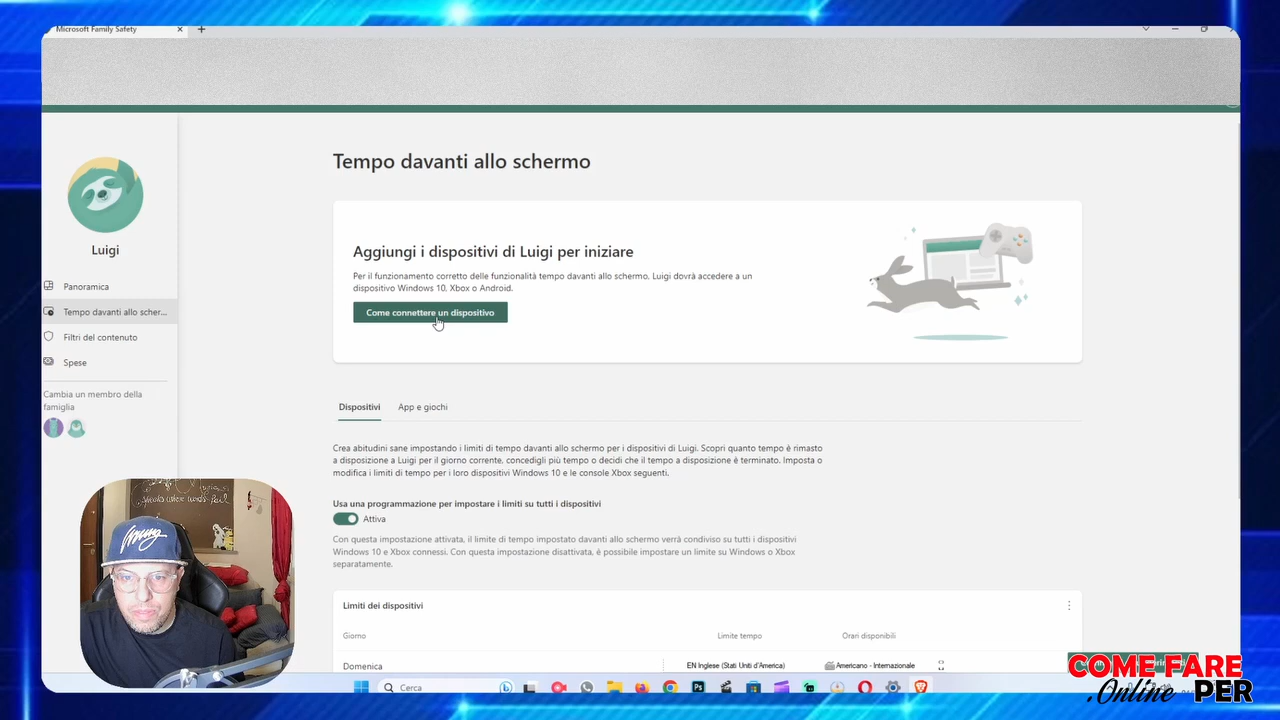 Microsoft Family Safety
Tempo davanti allo schermo
Luigi
Panoramica
Tempo davanti allo scher...
Filtri del contenuto
Spese
Cambia un membro della
famiglia
Aggiungi i dispositivi di Luigi per iniziare
Per il funzionamento corretto delle funzionalità tempo davanti allo schermo, Luigi dovrà accedere a un
dispositivo Windows 10, Xbox o Android.
Come connettere un dispositivo
Dispositivi
App e giochi
Crea abitudini sane impostando i limiti di tempo davanti allo schermo per i dispositivi di Luigi. Scopri quanto tempo è rimasto
a disposizione a Luigi per il giorno corrente, concedigli più tempo o decidi che il tempo a disposizione è terminato. Imposta o
modifica i limiti di tempo per i loro dispositivi Windows 10 e le console Xbox seguenti.
Usa una programmazione per impostare i limiti su tutti i dispositivi
Attiva
Con questa impostazione attivata, il limite di tempo impostato davanti allo schermo verrà condiviso su tutti i dispositivi
Windows 10 e Xbox connessi. Con questa impostazione disattivata, è possibile impostare un limite su Windows o Xbox
separatamente.
Limiti dei dispositivi
Giorno
Limite tempo
Orari disponibili
Domenica
EN Inglese (Stati Uniti d'America)
Americano - Internazionale
Cerca
COME FARE
.Online PER